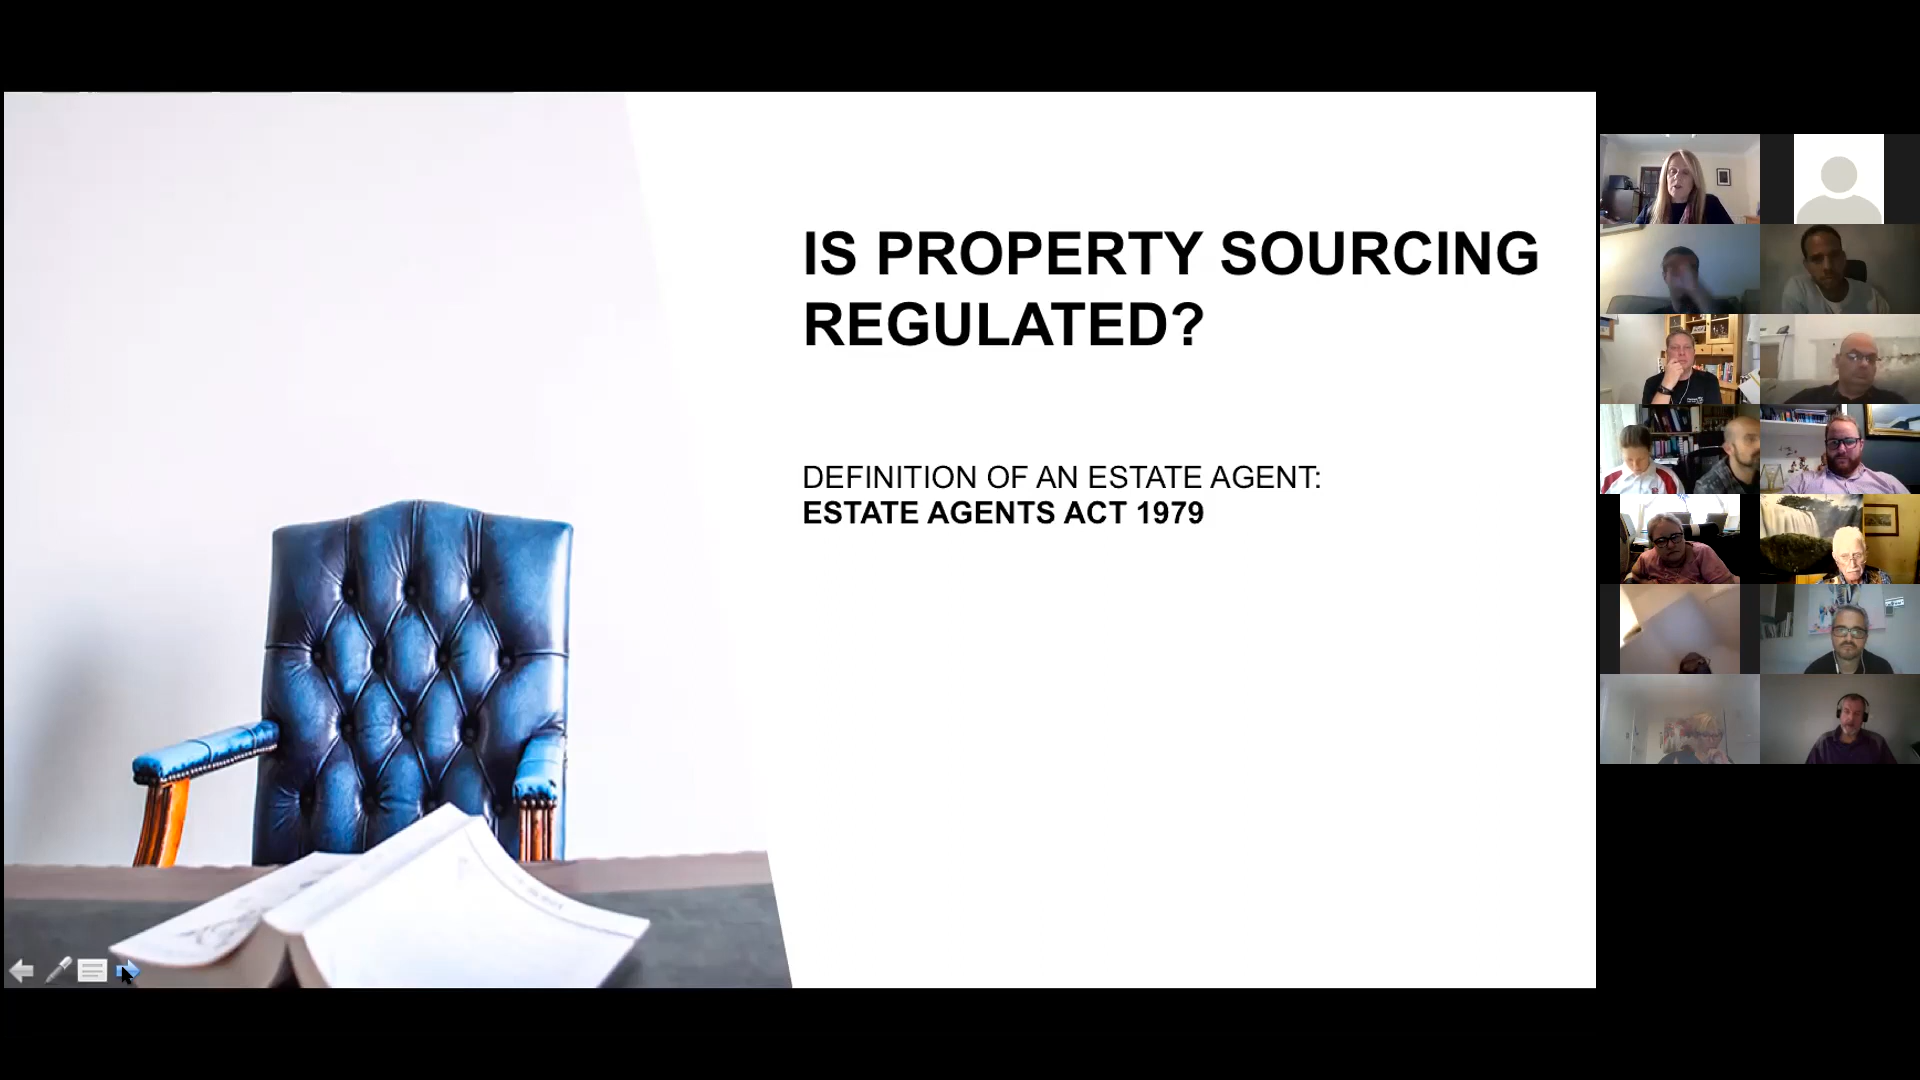 IS PROPERTY SOURCING
REGULATED?
DEFINITION OF AN ESTATE AGENT:
ESTATE AGENTS ACT 1979